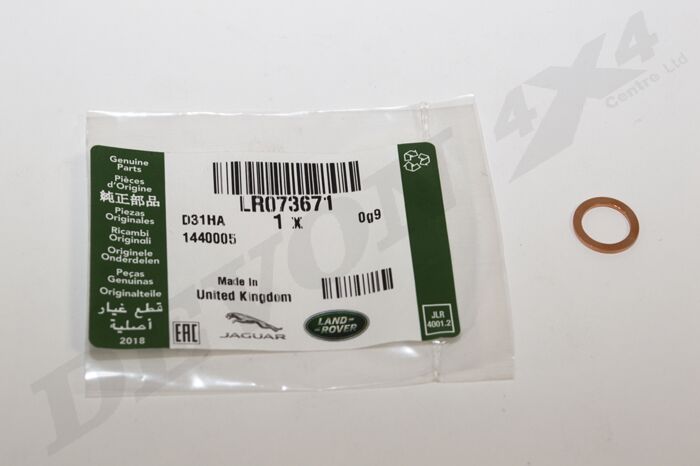 Genuine
Parts
Pièces
d'Origine
純正部品
Piezas
Originales
Ricambi
Originali
Originele
Onderdelen
Peças
Genuínas
Originalteile
قطع غيار
أصلية
2018
LR073671
D31HA
1 x
0g9
1440005
Made In
United Kingdom
EAC
JAGUAR
LAND-
-ROVER
JLR
4001.2
DEVON 4X4
Centre Ltd